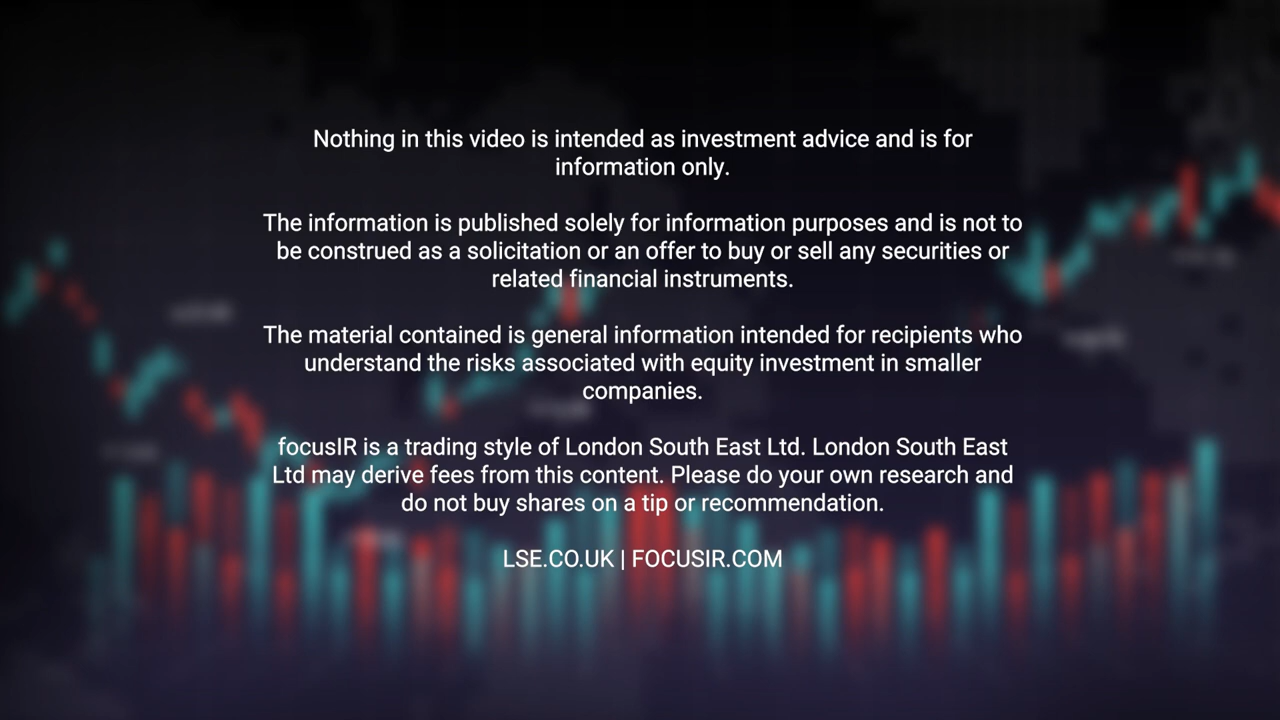 Nothing in this video is intended as investment advice and is for
information only.
The information is published solely for information purposes and is not to
be construed as a solicitation or an offer to buy or sell any securities or
related financial instruments.
The material contained is general information intended for recipients who
understand the risks associated with equity investment in smaller
companies.
focusIR is a trading style of London South East Ltd. London South East
Ltd may derive fees from this content. Please do your own research and
do not buy shares on a tip or recommendation.
LSE.CO.UK | FOCUSIR.COM